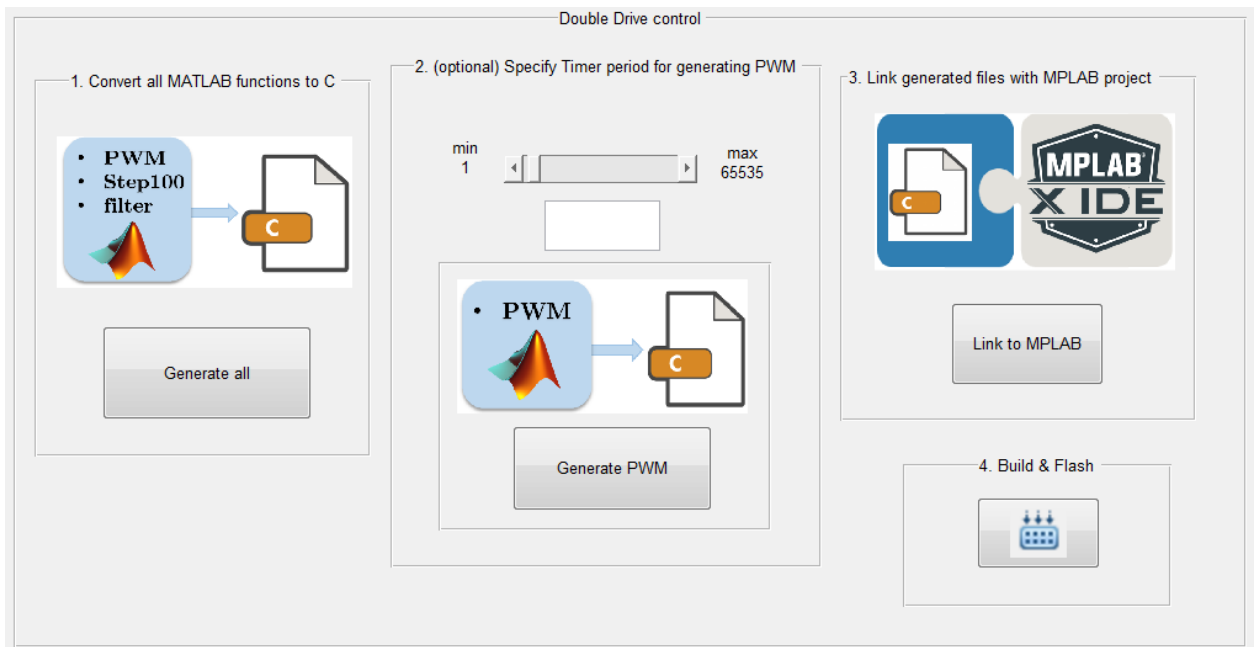 Double Drive control
1. Convert all MATLAB functions to C
• PWM
• Step100
• filter
C
Generate all
2. (optional) Specify Timer period for generating PWM
min
1
max
65535
• PWM
C
Generate PWM
3. Link generated files with MPLAB project
C
MPLAB
X IDE
Link to MPLAB
4. Build & Flash